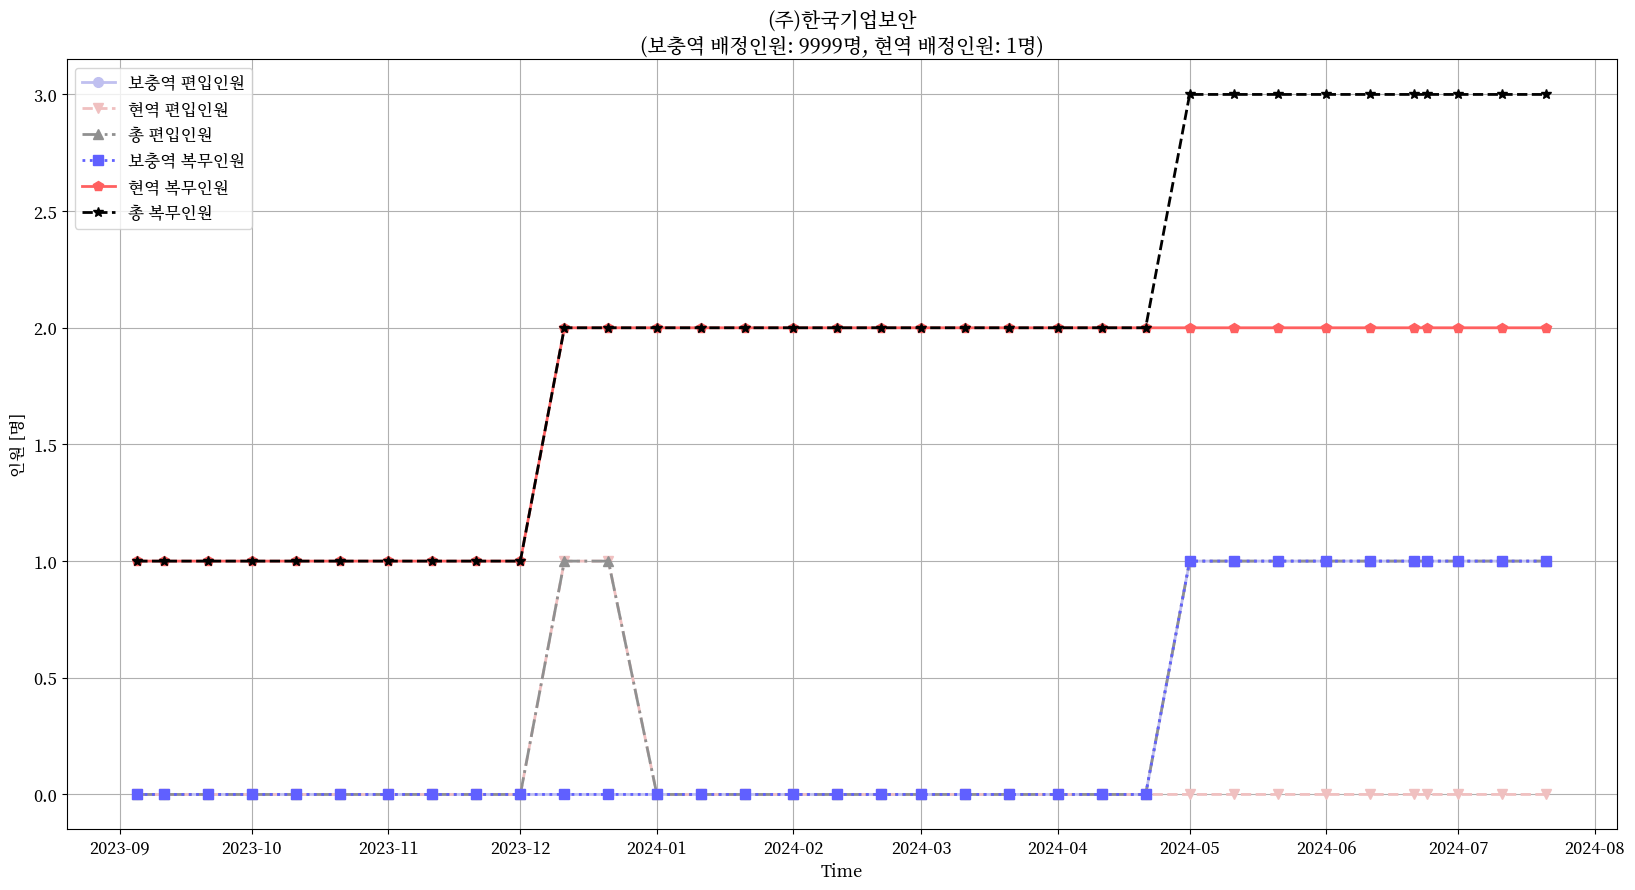 (주)한국기업보안
(보충역 배정인원: 9999명, 현역 배정인원: 1명)
보충역 편입인원
현역 편입인원
총 편입인원
보충역 복무인원
현역 복무인원
총 복무인원
3.0
2.5
2.0
1.5
1.0
0.5
0.0
인원 [명]
2023-09 2023-10 2023-11 2023-12 2024-01 2024-02 2024-03 2024-04 2024-05 2024-06 2024-07 2024-08
Time